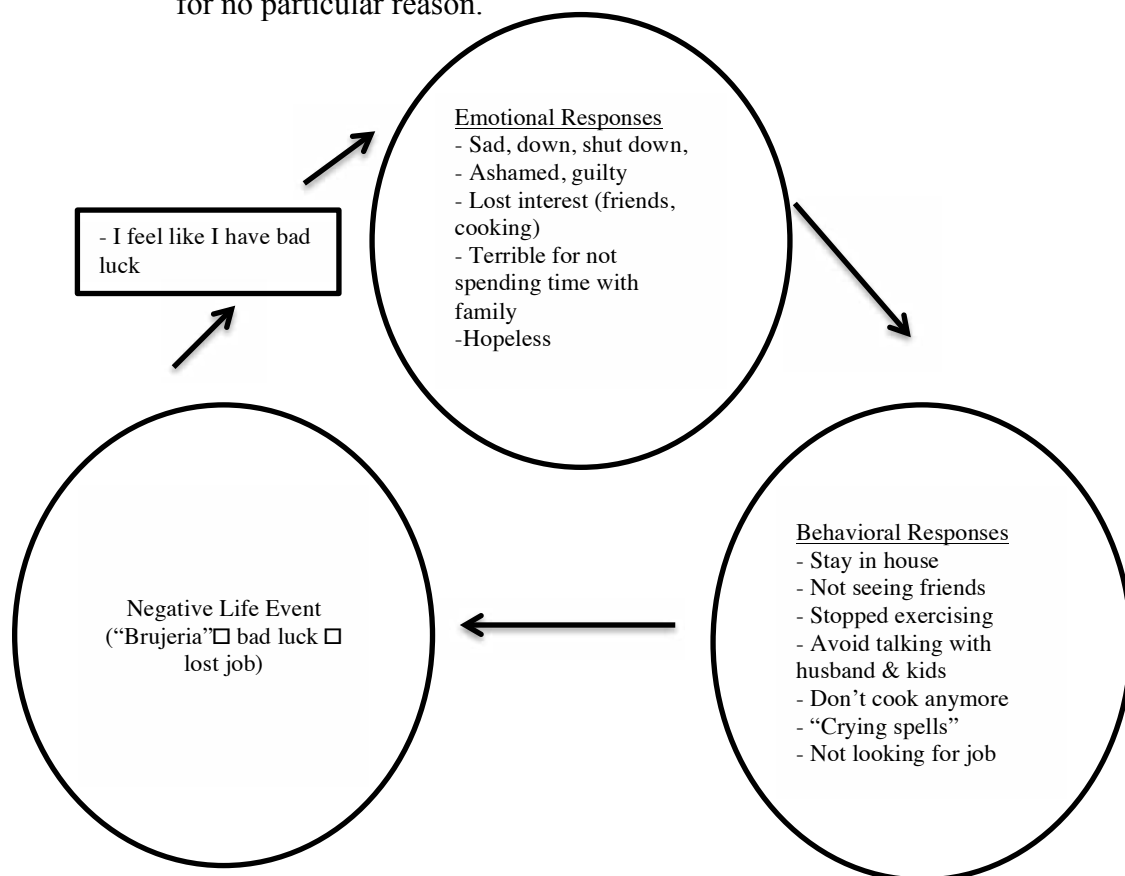 for no particular reason.
Emotional Responses
- Sad, down, shut down,
- Ashamed, guilty
- Lost interest (friends,
cooking)
- Terrible for not
spending time with
family
-Hopeless
- I feel like I have bad
luck
Negative Life Event
(“Brujeria”□ bad luck □
lost job)
Behavioral Responses
- Stay in house
- Not seeing friends
- Stopped exercising
- Avoid talking with
husband & kids
- Don’t cook anymore
- “Crying spells”
- Not looking for job